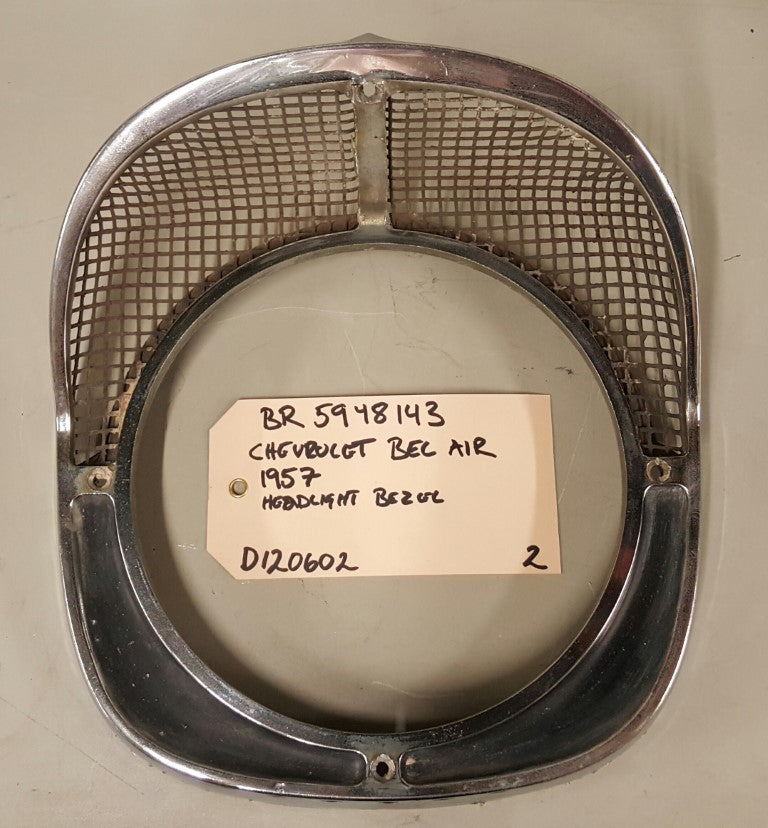 BR 5948143
CHEVROLET BEL AIR
1957
HEADLIGHT BEZEL
D120602 2